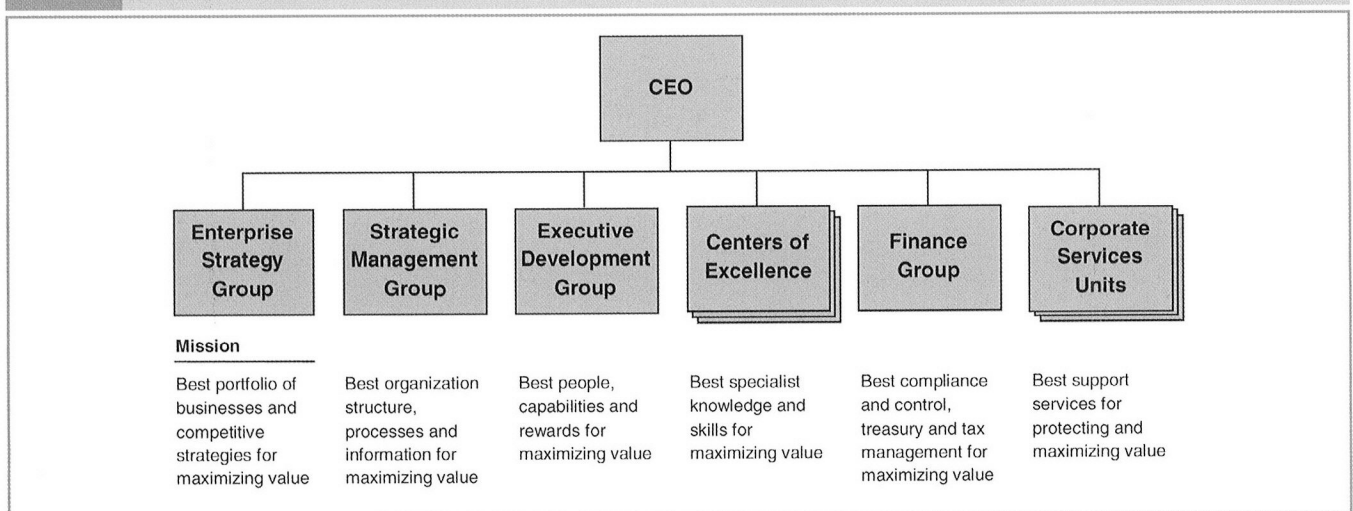 CEO
Enterprise
Strategy
Group
Strategic
Management
Group
Executive
Development
Group
Centers of
Excellence
Finance
Group
Corporate
Services
Units
Mission
Best portfolio of
businesses and
competitive
strategies for
maximizing value
Best organization
structure,
processes and
information for
maximizing value
Best people,
capabilities and
rewards for
maximizing value
Best specialist
knowledge and
skills for
maximizing value
Best compliance
and control,
treasury and tax
management for
maximizing value
Best support
services for
protecting and
maximizing value